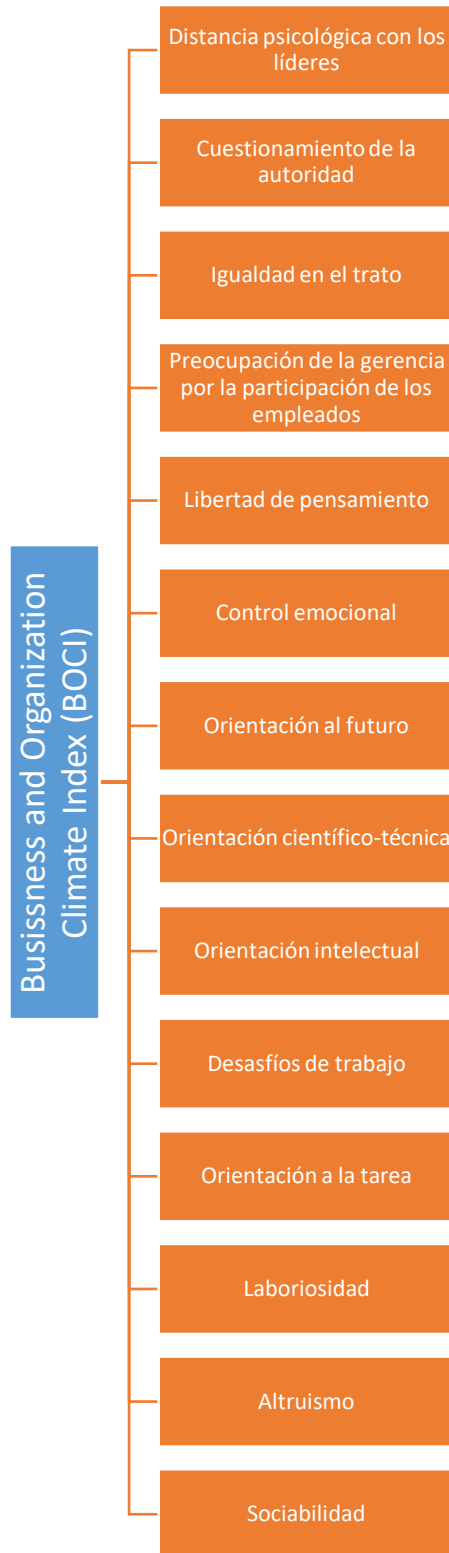 Busissness and Organization
Climate Index (BOCI)
Distancia psicológica con los
líderes
Cuestionamiento de la
autoridad
Igualdad en el trato
Preocupación de la gerencia
por la participación de los
empleados
Libertad de pensamiento
Control emocional
Orientación al futuro
Orientación científico-técnica
Orientación intelectual
Desasfíos de trabajo
Orientación a la tarea
Laboriosidad
Altruismo
Sociabilidad